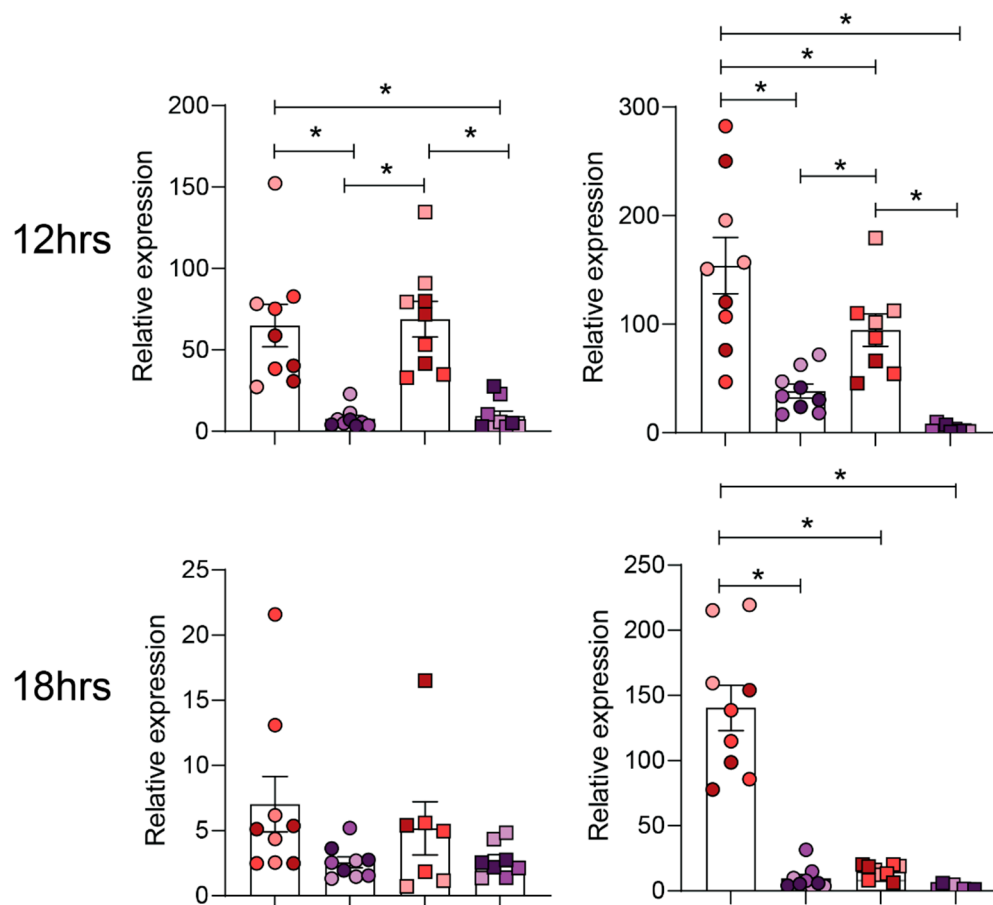 12hrs
Relative expression
200
150
100
50
0
* * * *
Relative expression
300
200
100
0
* * * * *
18hrs
Relative expression
25
20
15
10
5
0
Relative expression
250
200
150
100
50
0
* * *